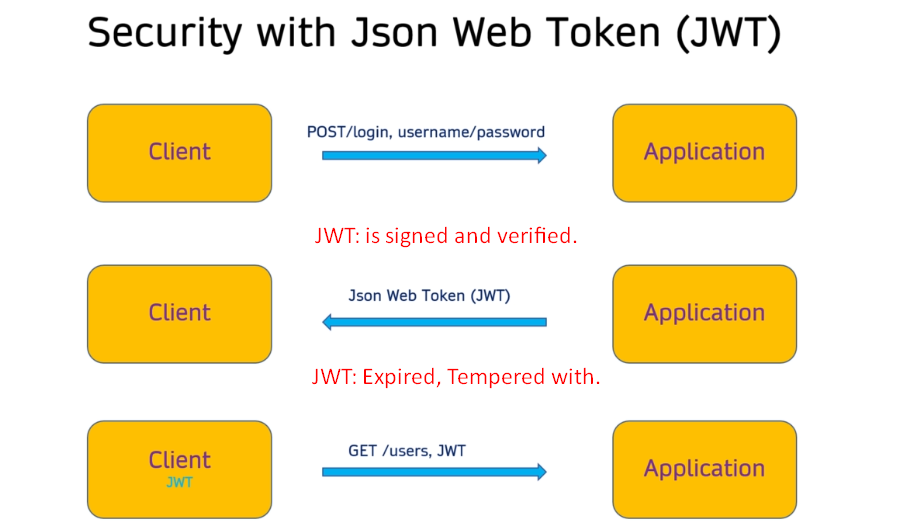 Security with Json Web Token (JWT)
POST/login, username/password
Client
Application
JWT: is signed and verified.
Json Web Token (JWT)
Client
Application
JWT: Expired, Tempered with.
GET /users, JWT
Client
JWT
Application